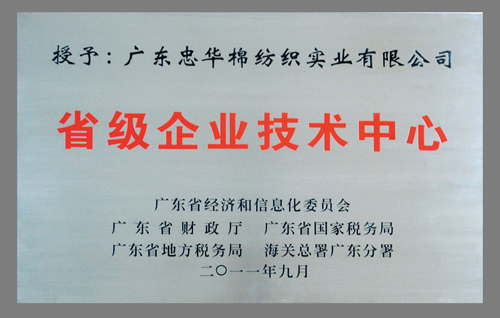 授予：广东忠华棉纺织实业有限公司
省级企业技术中心
广东省经济和信息化委员会
广东省财政厅 广东省国家税务局
广东省地方税务局 海关总署广东分署
二〇一一年九月